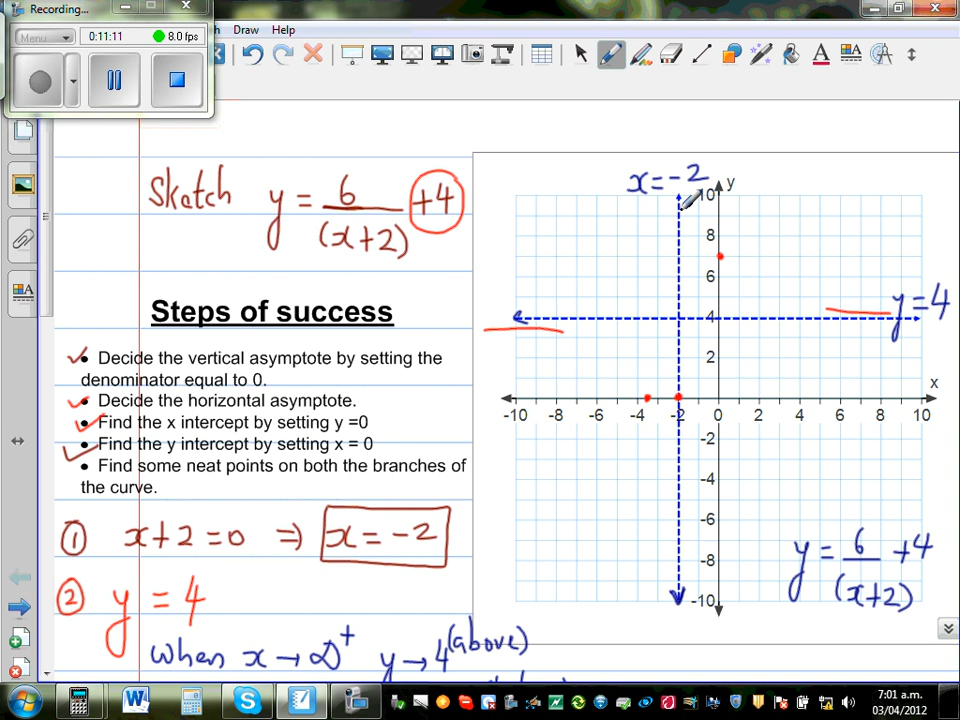 Recording...
Menu
0:11:11
8.0 fps
Draw Help
Sketch y = 6/(x+2) +4
Steps of success
• Decide the vertical asymptote by setting the
denominator equal to 0.
• Decide the horizontal asymptote.
• Find the x intercept by setting y =0
• Find the y intercept by setting x = 0
• Find some neat points on both the branches of
the curve.
① x+2=0 ⇒ x=-2
② y = 4
when x→∞⁺ y→4 (above)
x=-2
y
10
8
6
y=4
4
2
x
-10 -8 -6 -4 -2 0 2 4 6 8 10
-2
-4
-6
-8
-10
y = 6/(x+2) +4
7:01 a.m.
03/04/2012